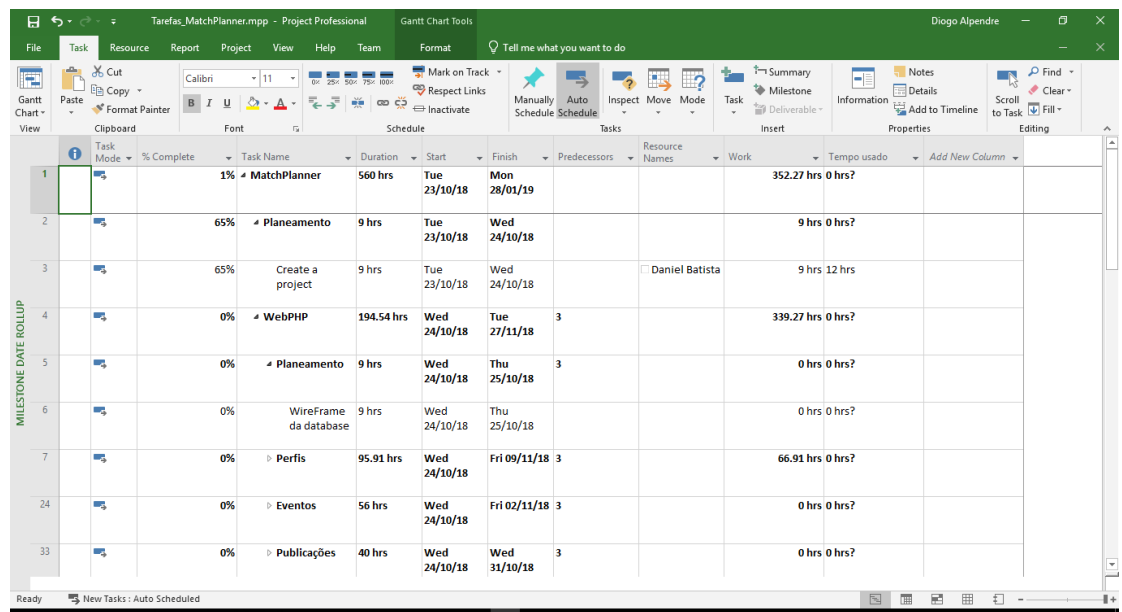 Tarefas_MatchPlanner.mpp - Project Professional Gantt Chart Tools Diogo Alpendre
File Task Resource Report Project View Help Team Format Tell me what you want to do
Gantt Chart Paste Cut Copy Format Painter
Calibri 11
B I U A
0× 25× 50× 75× 100×
Mark on Track Respect Links Inactivate
Manually Schedule Auto Schedule Inspect Move Mode
Task Summary Milestone Deliverable
Information Notes Details Add to Timeline
Scroll to Task Find Clear Fill
View Clipboard Font Schedule Tasks Insert Properties Editing
Task Mode % Complete Task Name Duration Start Finish Predecessors Resource Names Work Tempo usado Add New Column
1 1% MatchPlanner 560 hrs Tue 23/10/18 Mon 28/01/19 352.27 hrs 0 hrs?
2 65% Planeamento 9 hrs Tue 23/10/18 Wed 24/10/18 9 hrs 0 hrs?
3 65% Create a project 9 hrs Tue 23/10/18 Wed 24/10/18 Daniel Batista 9 hrs 12 hrs
4 0% WebPHP 194.54 hrs Wed 24/10/18 Tue 27/11/18 3 339.27 hrs 0 hrs?
5 0% Planeamento 9 hrs Wed 24/10/18 Thu 25/10/18 3 0 hrs 0 hrs?
6 0% WireFrame da database 9 hrs Wed 24/10/18 Thu 25/10/18 0 hrs 0 hrs?
7 0% Perfis 95.91 hrs Wed 24/10/18 Fri 09/11/18 3 66.91 hrs 0 hrs?
24 0% Eventos 56 hrs Wed 24/10/18 Fri 02/11/18 3 0 hrs 0 hrs?
33 0% Publicações 40 hrs Wed 24/10/18 Wed 31/10/18 3 0 hrs 0 hrs?
MILESTONE DATE ROLLUP
Ready New Tasks : Auto Scheduled